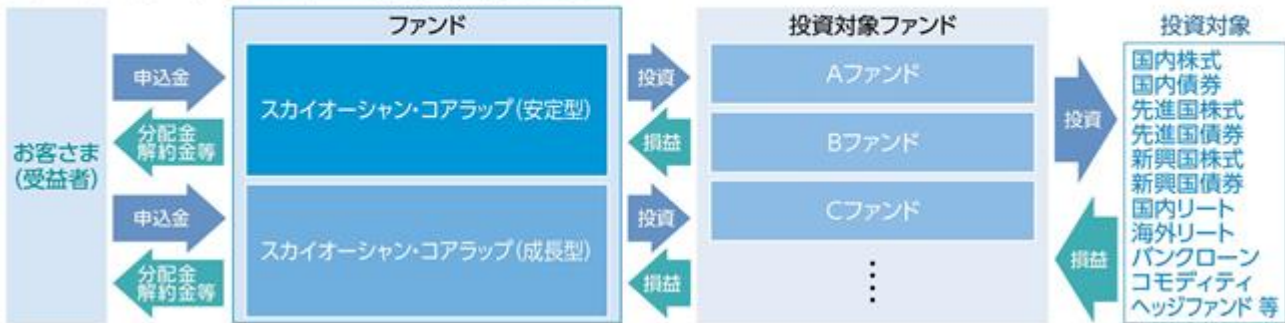 お客さま
(受益者)
申込金
分配金
解約金等
申込金
分配金
解約金等
ファンド
スカイオーシャン・コアラップ(安定型)
スカイオーシャン・コアラップ(成長型)
投資
損益
投資
損益
投資対象ファンド
Aファンド
Bファンド
Cファンド
投資
損益
投資対象
国内株式
国内債券
先進国株式
先進国債券
新興国株式
新興国債券
国内リート
海外リート
バンクローン
コモディティ
ヘッジファンド 等